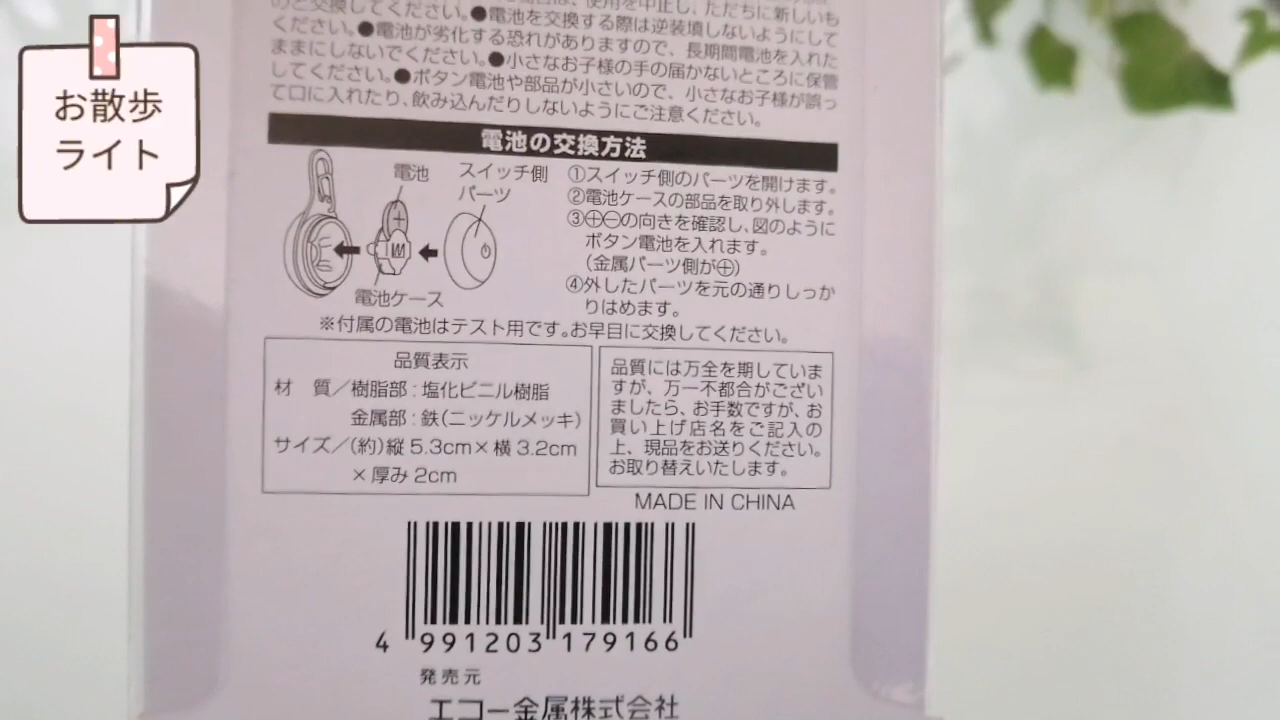 お散歩
ライト
のと交換してください。●電池を交換する際は逆装填しないようにして
ください。●電池が劣化する恐れがありますので、長期間電池を入れた
ままにしないでください。●小さなお子様の手の届かないところに保管
してください。●ボタン電池や部品が小さいので、小さなお子様が誤っ
て口に入れたり、飲み込んだりしないようにご注意ください。
電池の交換方法
電池
スイッチ側
パーツ
電池ケース
①スイッチ側のパーツを開けます。
②電池ケースの部品を取り外します。
③⊕⊖の向きを確認し、図のように
ボタン電池を入れます。
(金属パーツ側が⊕)
④外したパーツを元の通りしっか
りはめます。
※付属の電池はテスト用です。お早目に交換してください。
品質表示
材 質／樹脂部:塩化ビニル樹脂
金属部:鉄(ニッケルメッキ)
サイズ／(約)縦5.3cm×横3.2cm
×厚み2cm
品質には万全を期していま
すが、万一不都合がござい
ましたら、お手数ですが、お
買い上げ店名をご記入の
上、現品をお送りください。
お取り替えいたします。
MADE IN CHINA
4 991203 179166
発売元
エコー金属株式会社